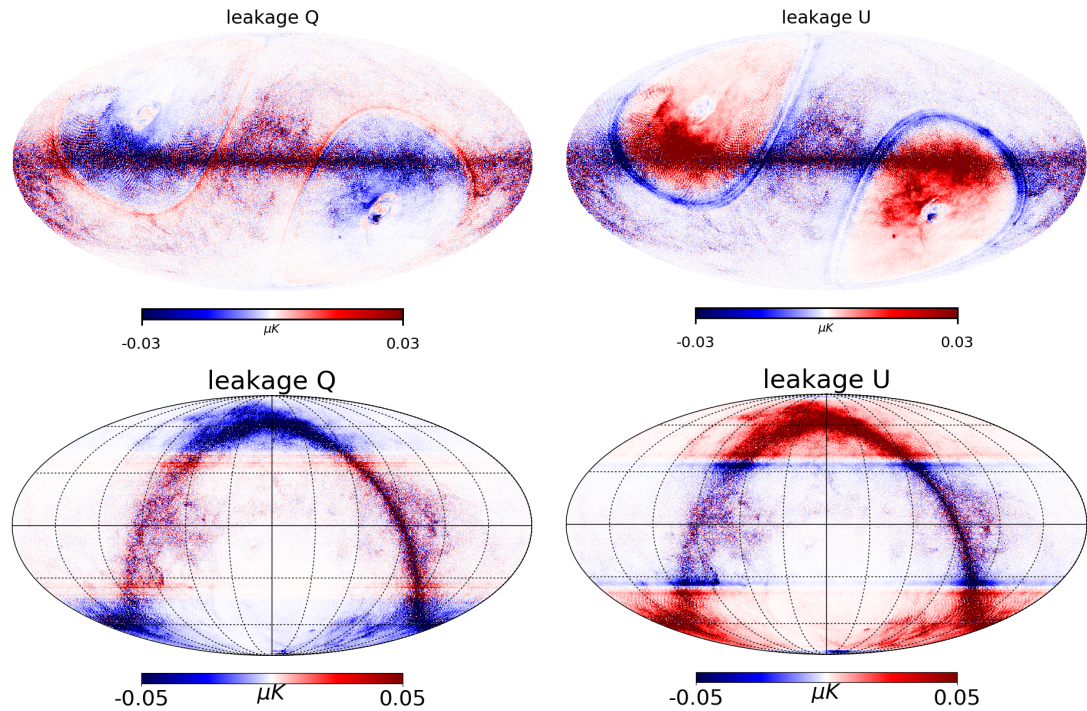 leakage Q
leakage U
μK
-0.03 0.03
μK
-0.03 0.03
leakage Q
leakage U
μK
-0.05 0.05
μK
-0.05 0.05